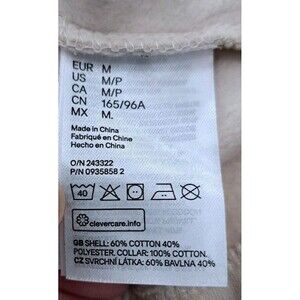 EUR M
US M/P
CA M/P
CN 165/96A
MX M.
Made in China
Fabriqué en Chine
Hecho en China
O/N 243322
P/N 0935858 2
40
clevercare.info
GB SHELL: 60% COTTON 40%
POLYESTER. COLLAR: 100% COTTON.
CZ SVRCHNÍ LÁTKA: 60% BAVLNA 40%